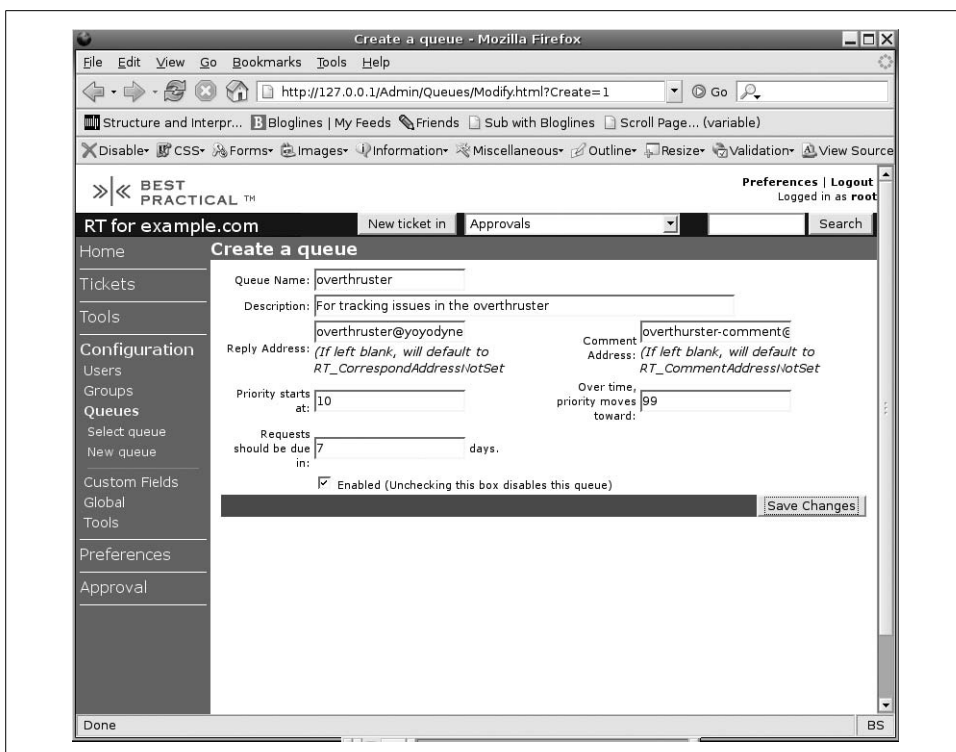 Create a queue - Mozilla Firefox
File Edit View Go Bookmarks Tools Help
http://127.0.0.1/Admin/Queues/Modify.html?Create=1 Go
Structure and Interpr... Bloglines | My Feeds Friends Sub with Bloglines Scroll Page... (variable)
Disable CSS Forms Images Information Miscellaneous Outline Resize Validation View Source
BEST PRACTICAL ™
Preferences | Logout
Logged in as root
RT for example.com New ticket in Approvals Search
Home
Tickets
Tools
Configuration
Users
Groups
Queues
Select queue
New queue
Custom Fields
Global
Tools
Preferences
Approval
Create a queue
Queue Name: overthruster
Description: For tracking issues in the overthruster
Reply Address: overthruster@yoyodyne
(If left blank, will default to
RT_CorrespondAddressNotSet
Comment Address: overthurster-comment@
(If left blank, will default to
RT_CommentAddressNotSet
Priority starts at: 10
Over time, priority moves toward: 99
Requests should be due in: 7 days.
Enabled (Unchecking this box disables this queue)
Save Changes
Done BS